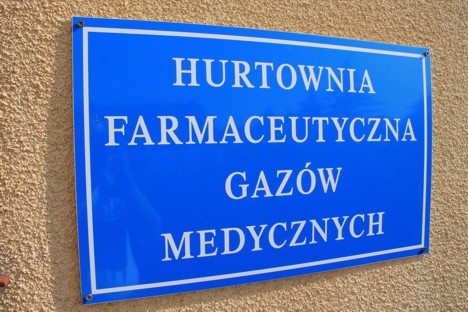 HURTOWNIA
FARMACEUTYCZNA
GAZÓW
MEDYCZNYCH